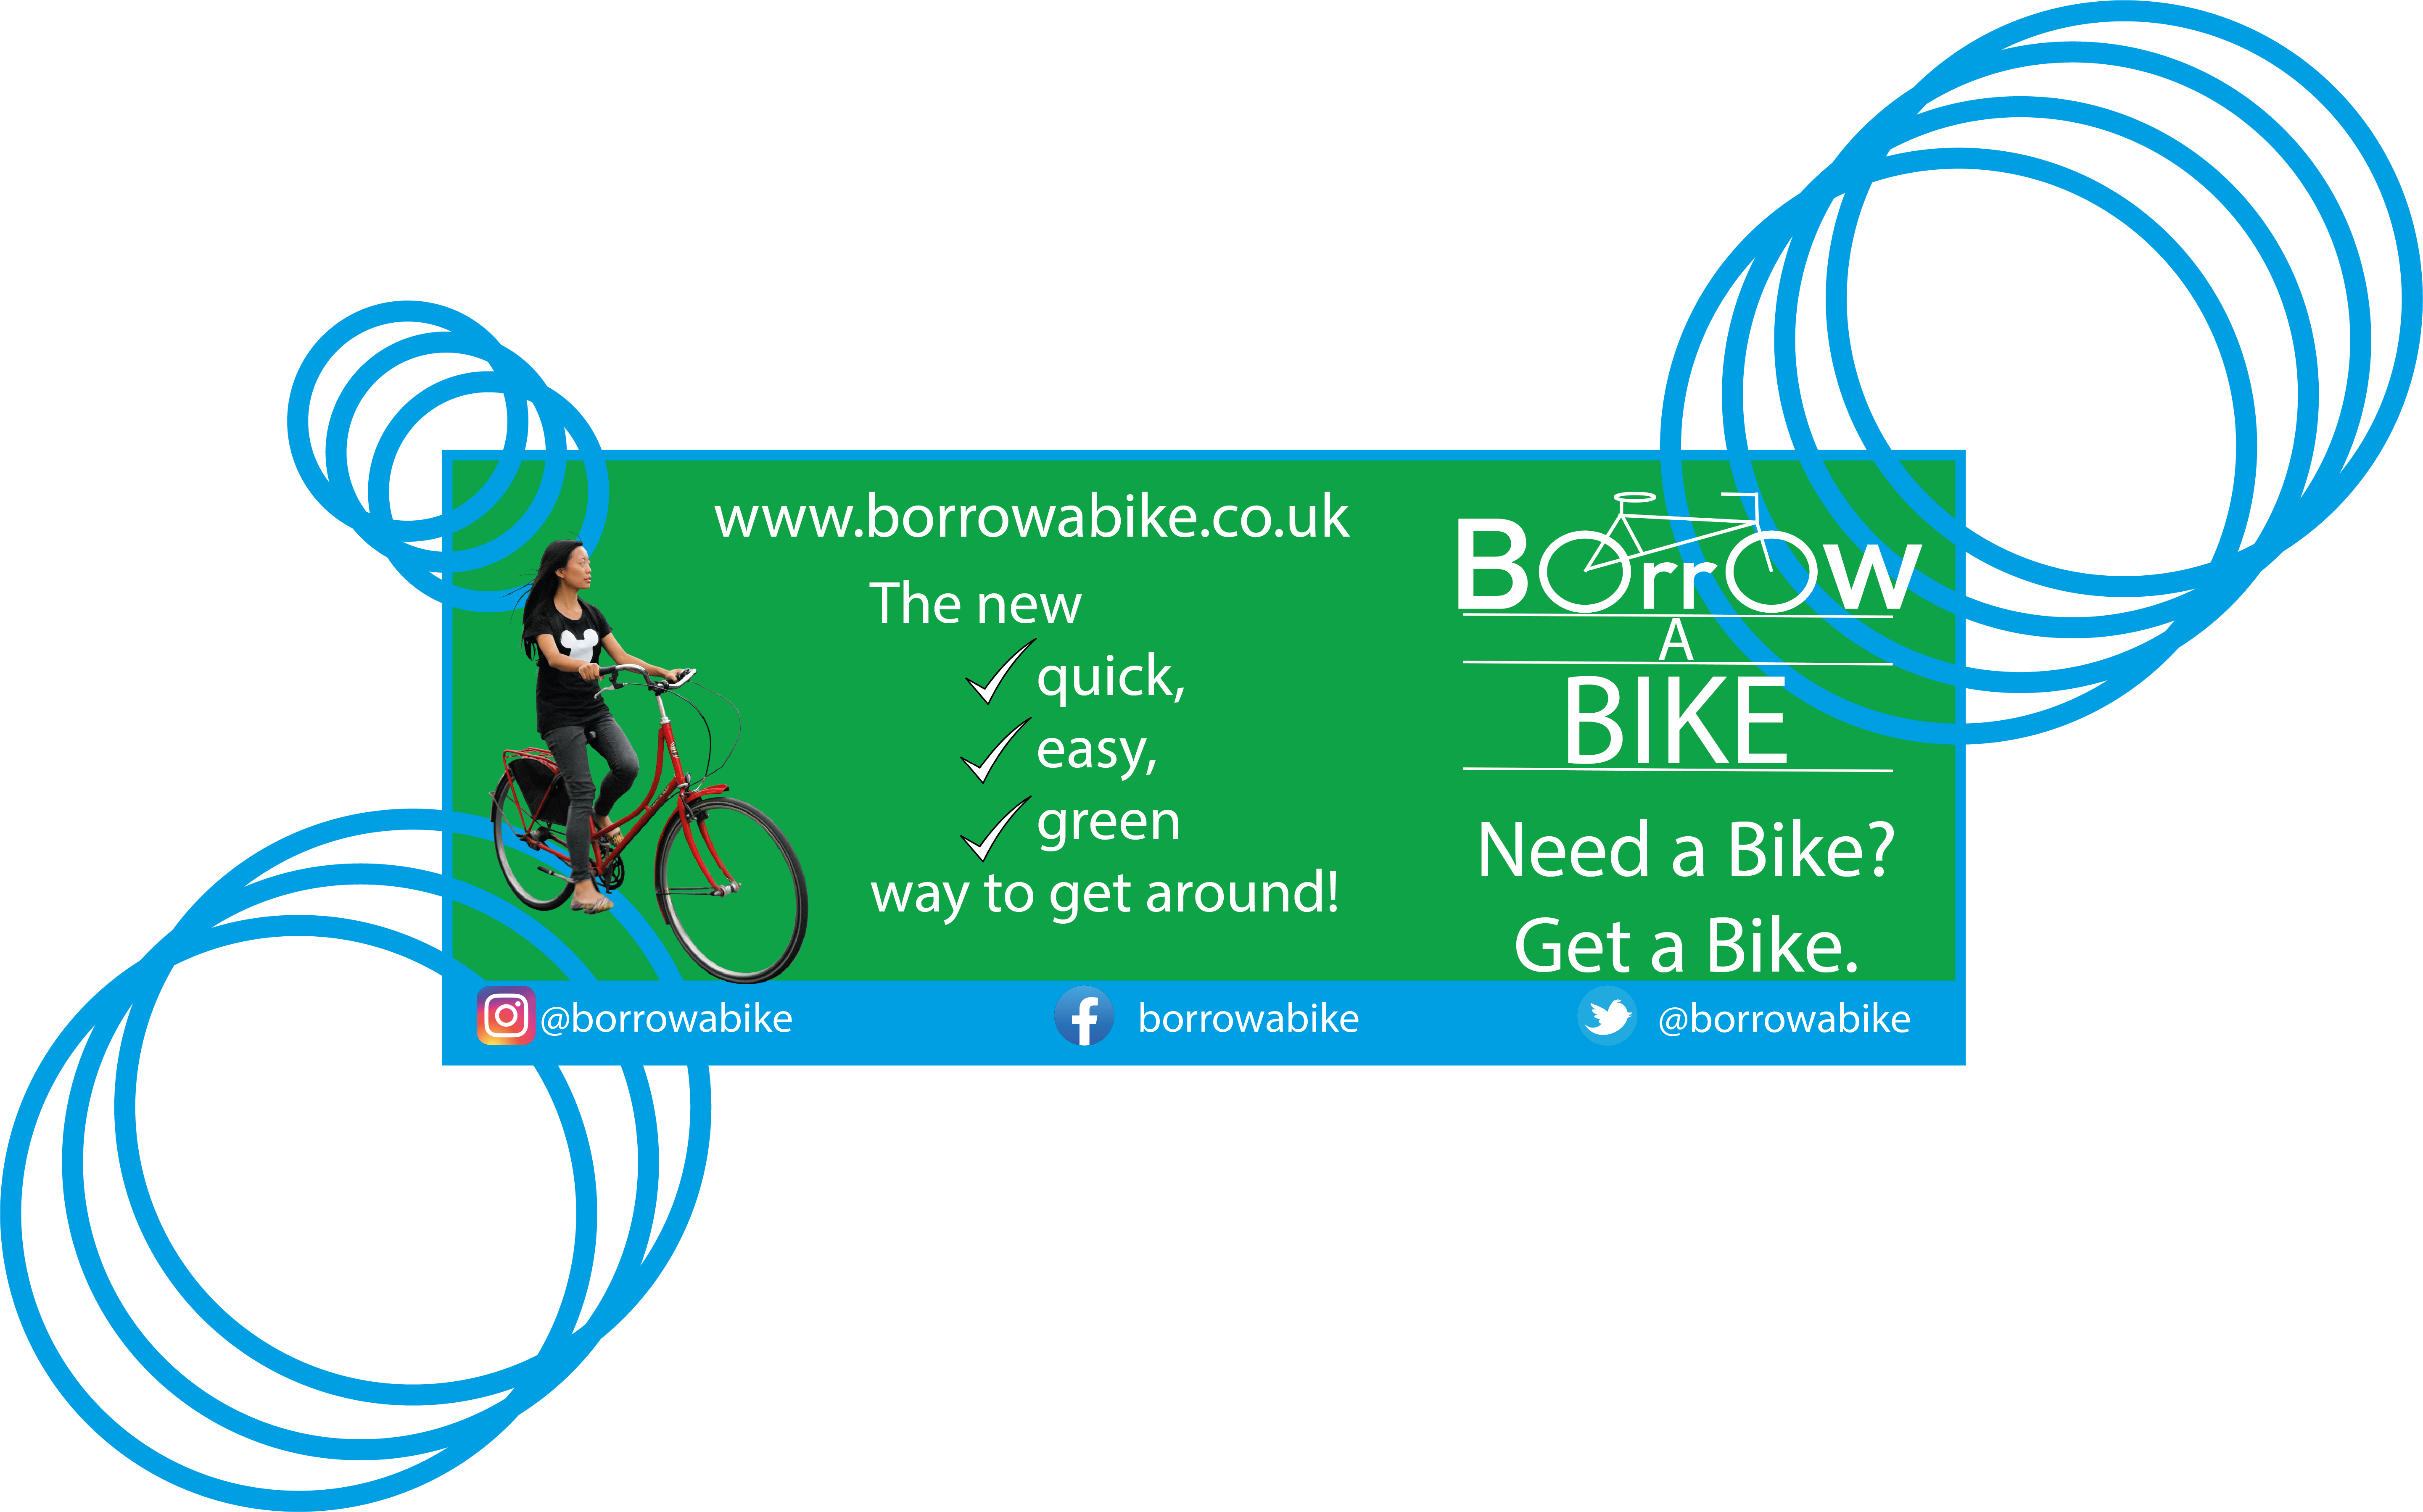 www.borrowabike.co.uk
The new
quick,
easy,
green
way to get around!
Borrow
A
BIKE
Need a Bike?
Get a Bike.
@borrowabike
borrowabike
@borrowabike